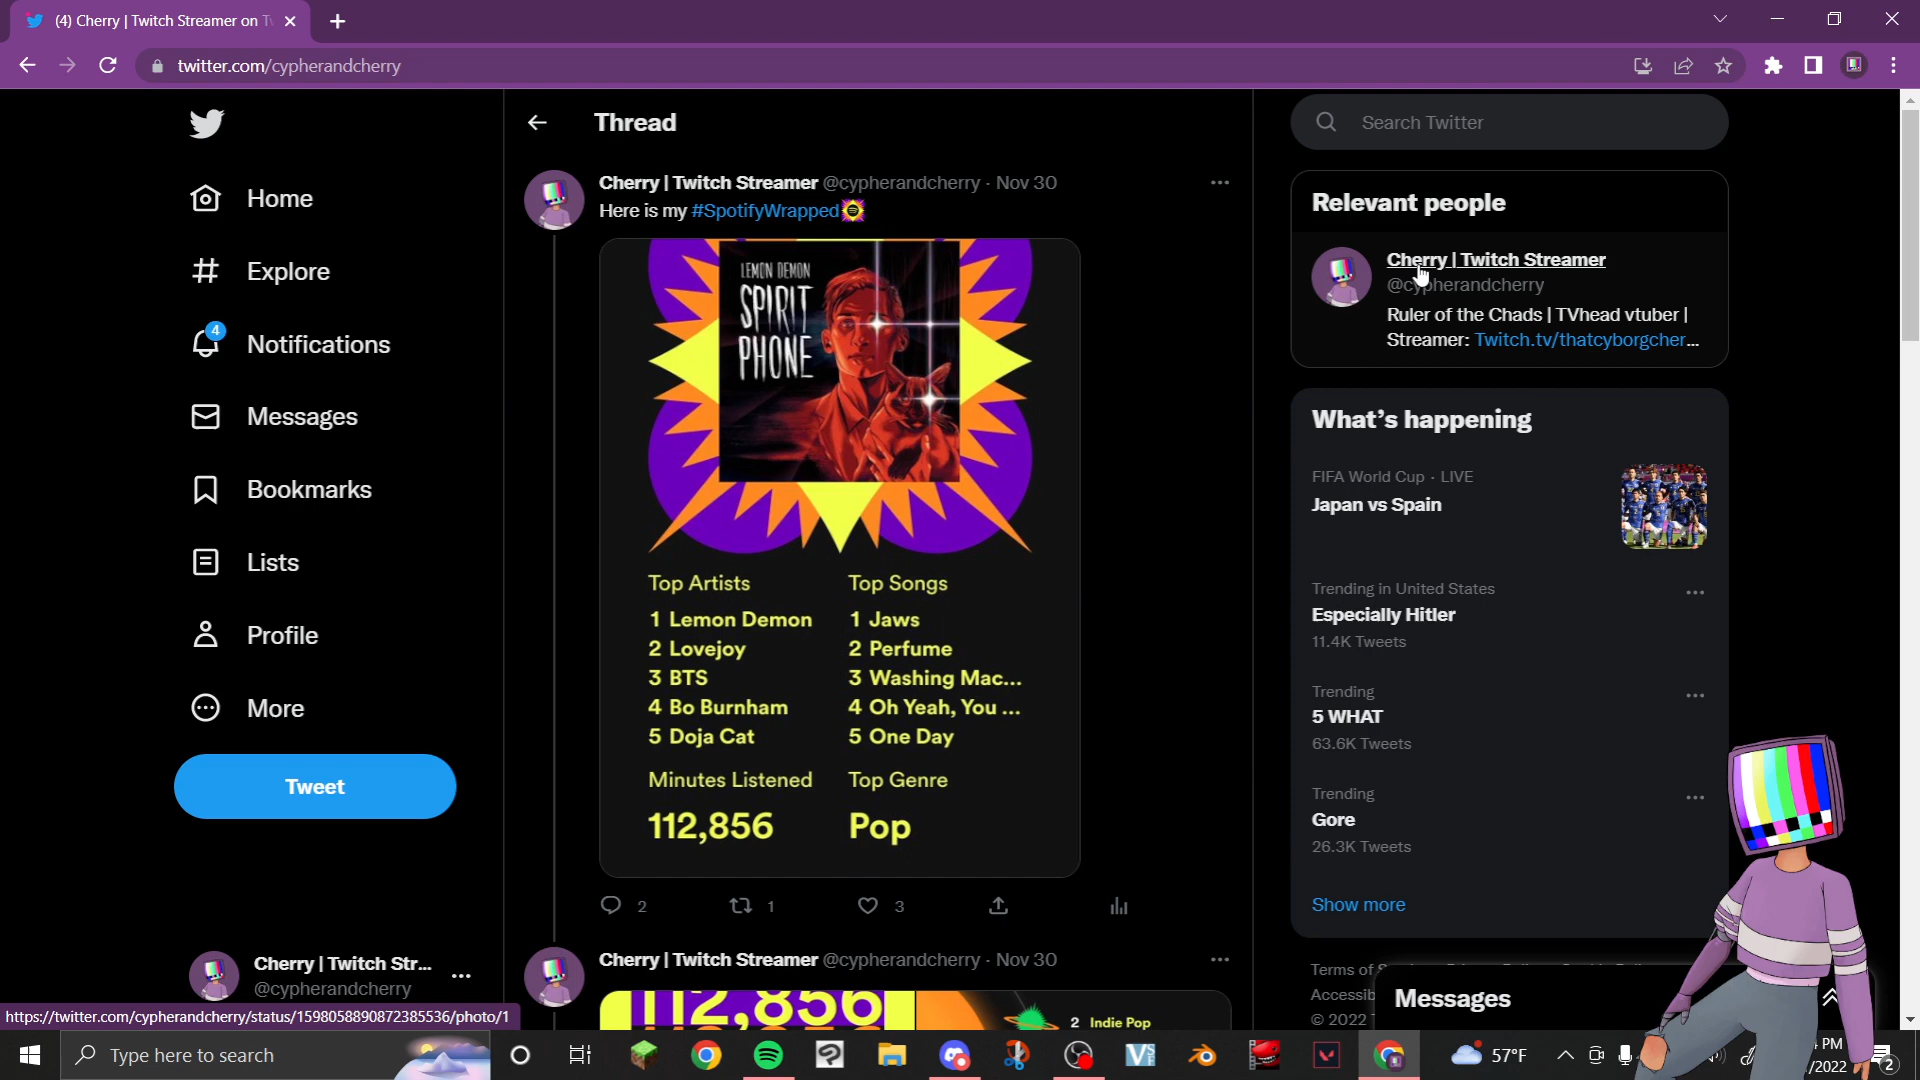 (4) Cherry | Twitch Streamer on
twitter.com/cypherandcherry
Home
Explore
4
Notifications
Messages
Bookmarks
Lists
Profile
More
Tweet
Cherry | Twitch Str...
@cypherandcherry
https://twitter.com/cypherandcherry/status/1598058890872385536/photo/1
Thread
Cherry | Twitch Streamer @cypherandcherry · Nov 30
Here is my #SpotifyWrapped
LEMON DEMON
SPIRIT
PHONE
Top Artists
1 Lemon Demon
2 Lovejoy
3 BTS
4 Bo Burnham
5 Doja Cat
Top Songs
1 Jaws
2 Perfume
3 Washing Mac...
4 Oh Yeah, You ...
5 One Day
Minutes Listened
112,856
Top Genre
Pop
2
1
3
Cherry | Twitch Streamer @cypherandcherry · Nov 30
112,856
2 Indie Pop
Search Twitter
Relevant people
Cherry | Twitch Streamer
@cypherandcherry
Ruler of the Chads | TVhead vtuber |
Streamer: Twitch.tv/thatcyborgcher...
What's happening
FIFA World Cup · LIVE
Japan vs Spain
Trending in United States
Especially Hitler
11.4K Tweets
Trending
5 WHAT
63.6K Tweets
Trending
Gore
26.3K Tweets
Show more
Terms of
© 2022
Messages
Type here to search
57°F
PM
/2022
2